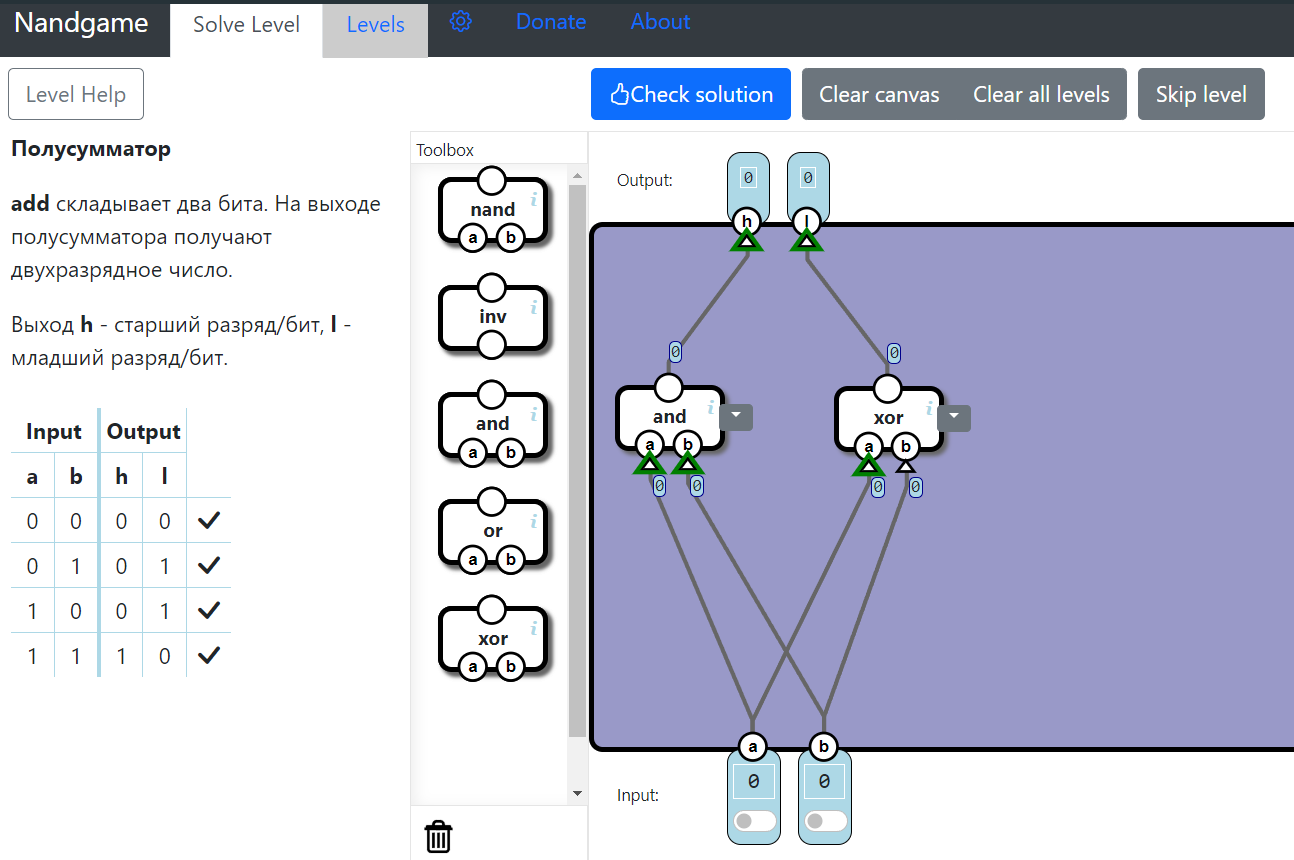 Nandgame Solve Level Levels Donate About
Level Help Check solution Clear canvas Clear all levels Skip level
Полусумматор
add складывает два бита. На выходе
полусумматора получают
двухразрядное число.
Выход h - старший разряд/бит, l -
младший разряд/бит.
Input Output
a b h l
0 0 0 0
0 1 0 1
1 0 0 1
1 1 1 0
Toolbox
nand i
a b
inv i
and i
a b
or i
a b
xor i
a b
Output: 0 0
h l
0 0
and i xor i
a b a b
0 0 0 0
a b
Input: 0 0